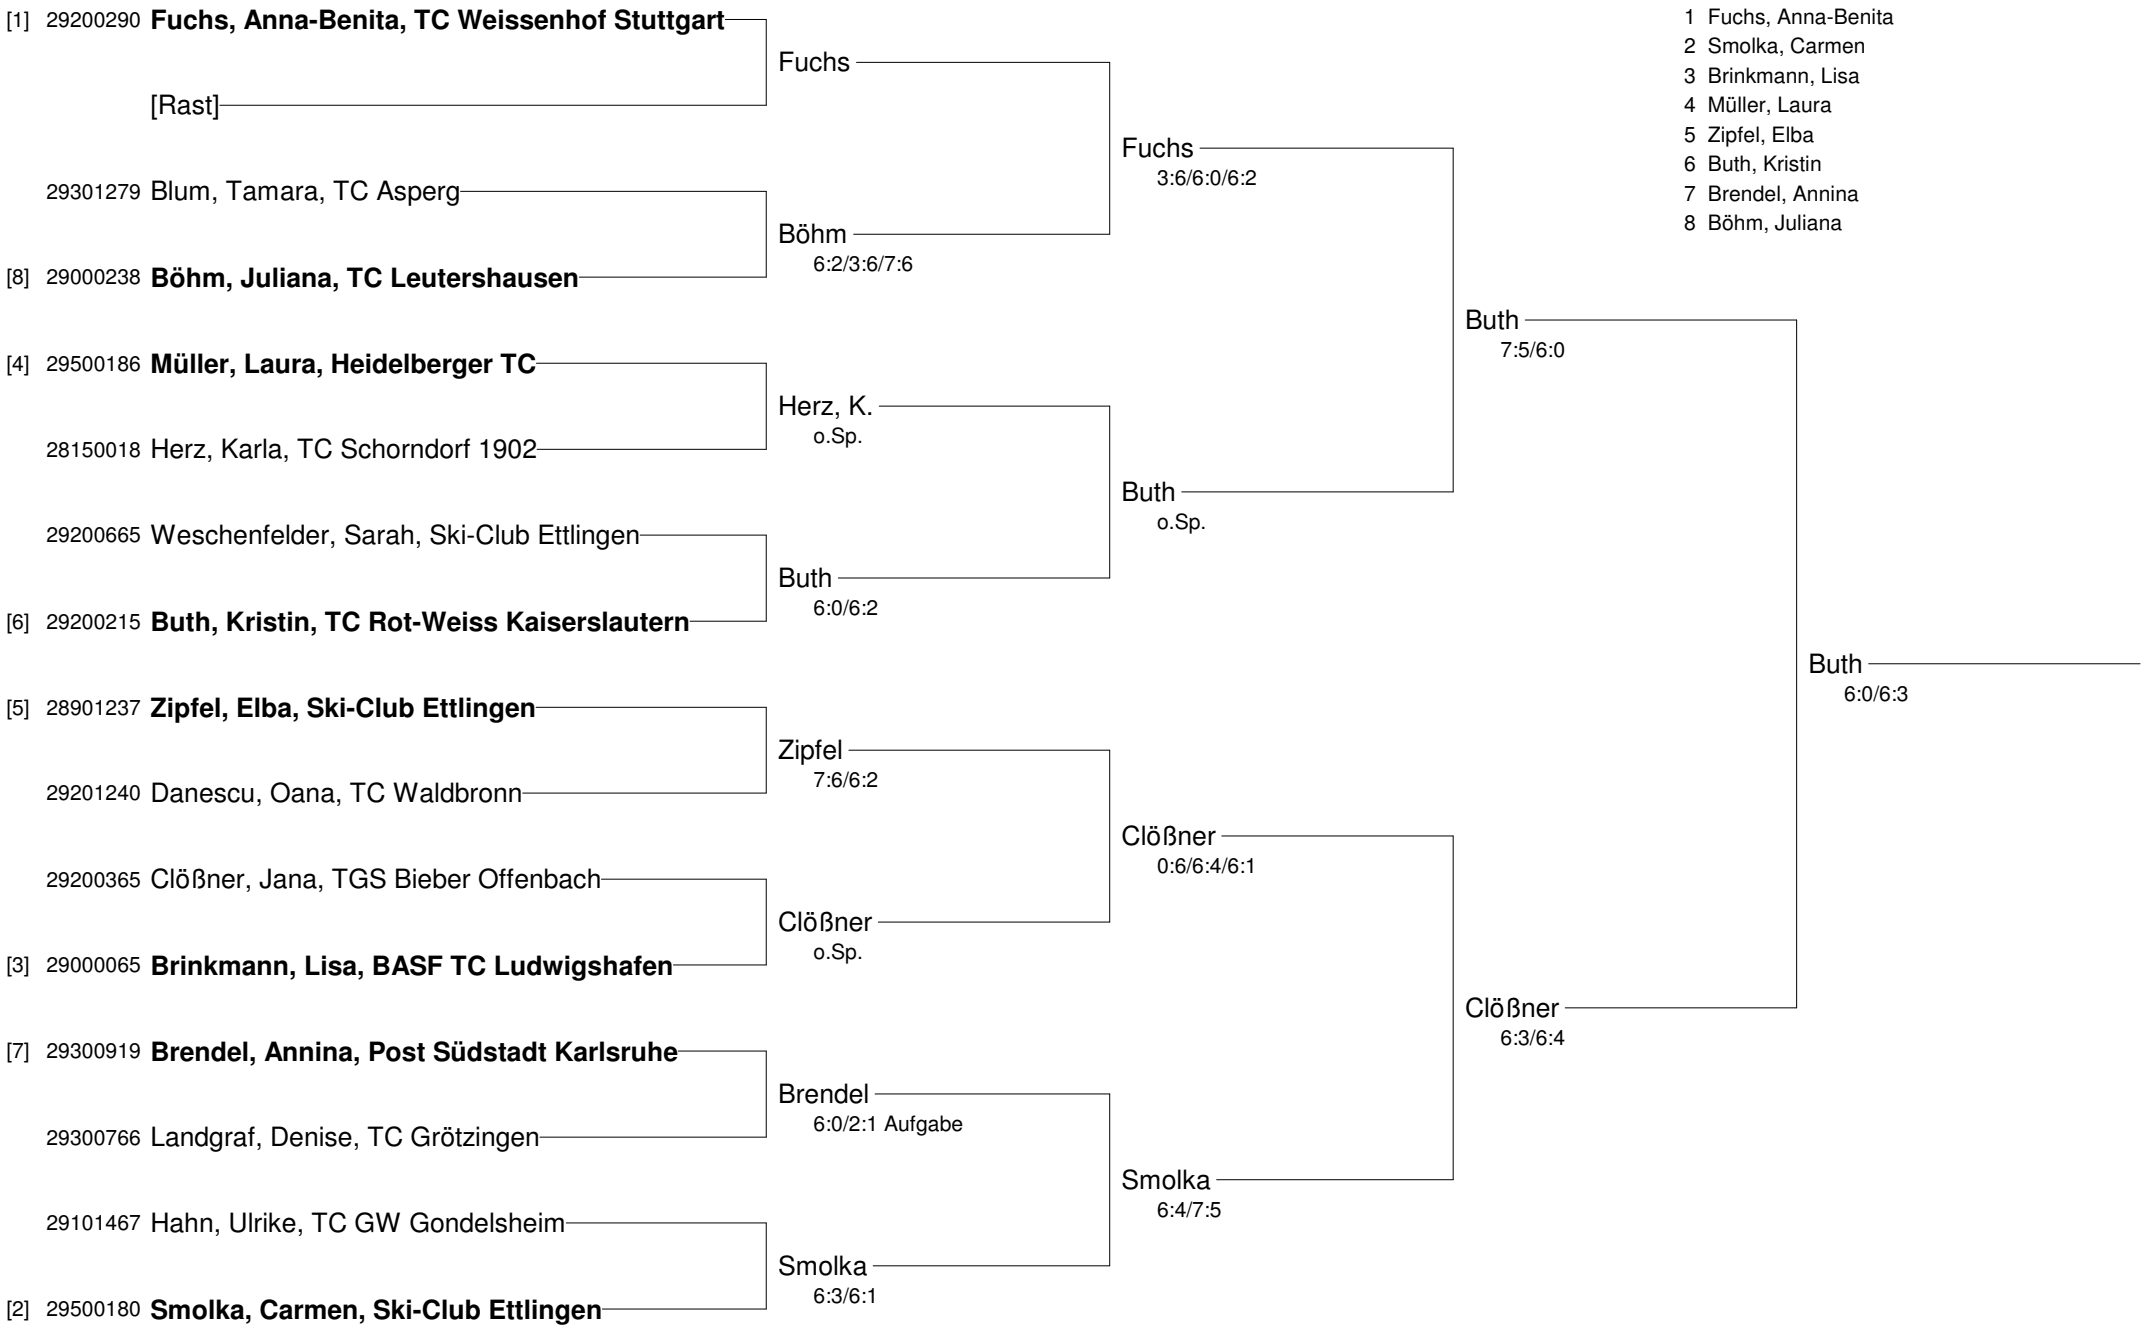 [1] 29200290 Fuchs, Anna-Benita, TC Weissenhof Stuttgart
[Rast]
29301279 Blum, Tamara, TC Asperg
[8] 29000238 Böhm, Juliana, TC Leutershausen
[4] 29500186 Müller, Laura, Heidelberger TC
28150018 Herz, Karla, TC Schorndorf 1902
29200665 Weschenfelder, Sarah, Ski-Club Ettlingen
[6] 29200215 Buth, Kristin, TC Rot-Weiss Kaiserslautern
[5] 28901237 Zipfel, Elba, Ski-Club Ettlingen
29201240 Danescu, Oana, TC Waldbronn
29200365 Clößner, Jana, TGS Bieber Offenbach
[3] 29000065 Brinkmann, Lisa, BASF TC Ludwigshafen
[7] 29300919 Brendel, Annina, Post Südstadt Karlsruhe
29300766 Landgraf, Denise, TC Grötzingen
29101467 Hahn, Ulrike, TC GW Gondelsheim
[2] 29500180 Smolka, Carmen, Ski-Club Ettlingen
Fuchs
Böhm
6:2/3:6/7:6
Herz, K.
o.Sp.
Buth
6:0/6:2
Zipfel
7:6/6:2
Clößner
o.Sp.
Brendel
6:0/2:1 Aufgabe
Smolka
6:3/6:1
Fuchs
3:6/6:0/6:2
Buth
o.Sp.
Clößner
0:6/6:4/6:1
Smolka
6:4/7:5
Buth
7:5/6:0
Clößner
6:3/6:4
Buth
6:0/6:3
1 Fuchs, Anna-Benita
2 Smolka, Carmen
3 Brinkmann, Lisa
4 Müller, Laura
5 Zipfel, Elba
6 Buth, Kristin
7 Brendel, Annina
8 Böhm, Juliana